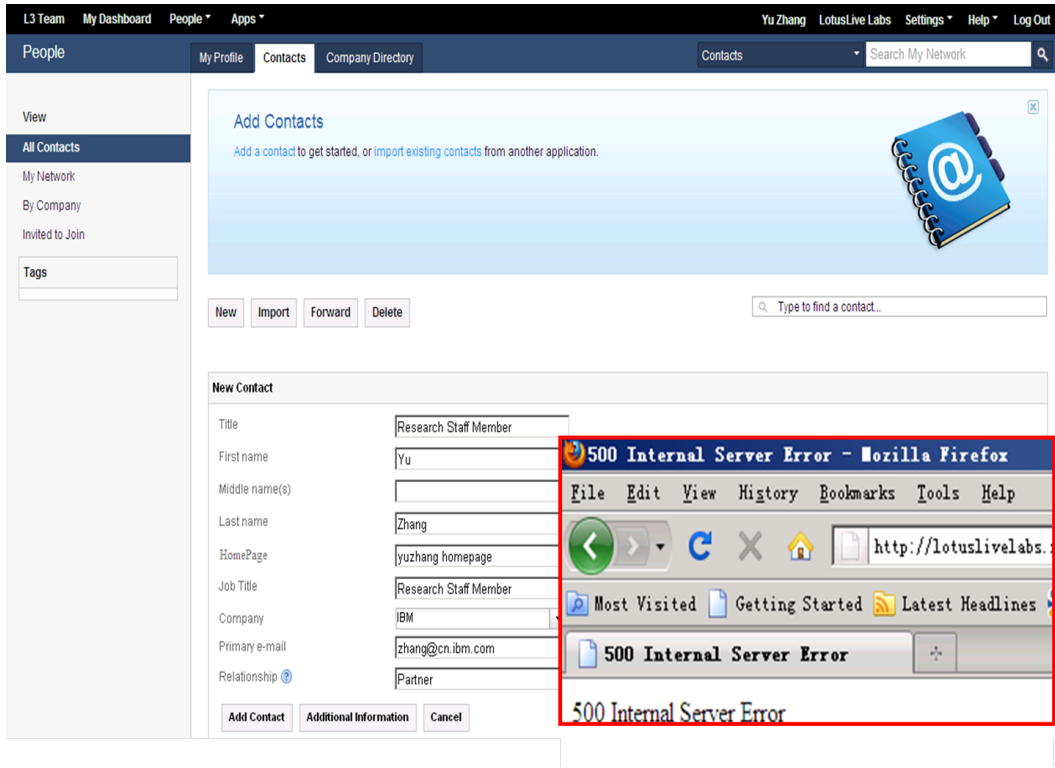 L3 Team My Dashboard People Apps Yu Zhang LotusLive Labs Settings Help Log Out
People My Profile Contacts Company Directory Contacts Search My Network
View
All Contacts
My Network
By Company
Invited to Join
Tags
Add Contacts
Add a contact to get started, or import existing contacts from another application.
@
New Import Forward Delete Type to find a contact...
New Contact
Title Research Staff Member
First name Yu
Middle name(s)
Last name Zhang
HomePage yuzhang homepage
Job Title Research Staff Member
Company IBM
Primary e-mail zhang@cn.ibm.com
Relationship ? Partner
Add Contact Additional Information Cancel
500 Internal Server Error - Mozilla Firefox
File Edit View History Bookmarks Tools Help
http://lotuslivelabs.
Most Visited Getting Started Latest Headlines
500 Internal Server Error
500 Internal Server Error